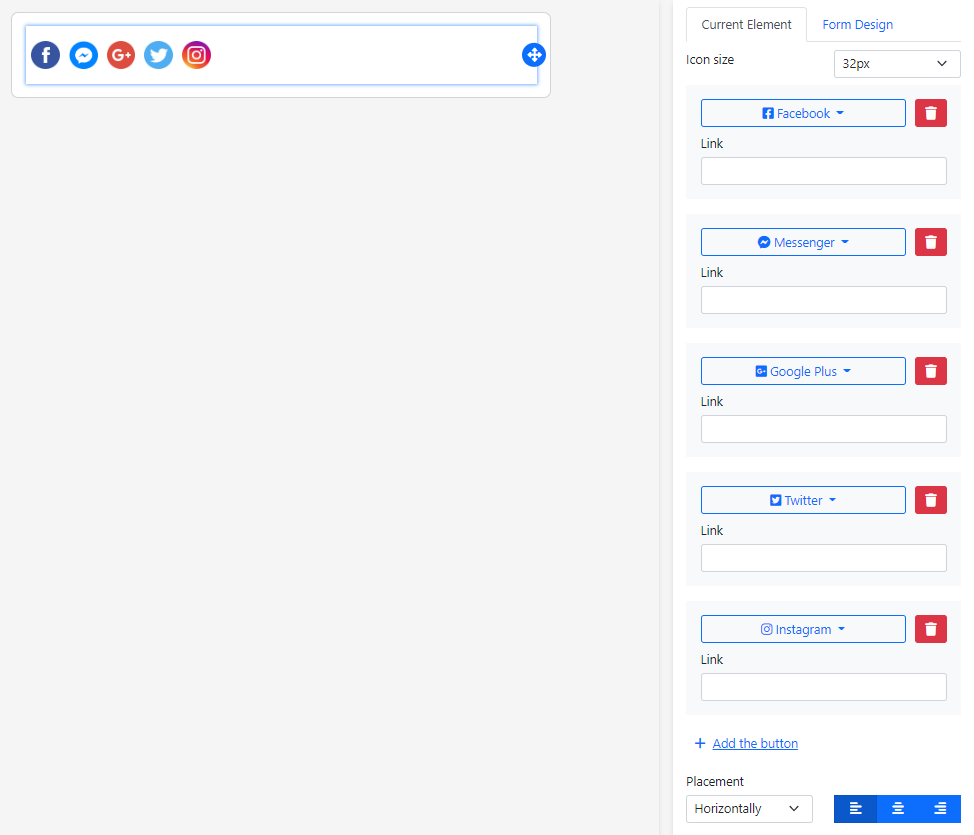 Current Element
Form Design
Icon size
32px
Facebook
Link
Messenger
Link
Google Plus
Link
Twitter
Link
Instagram
Link
+ Add the button
Placement
Horizontally